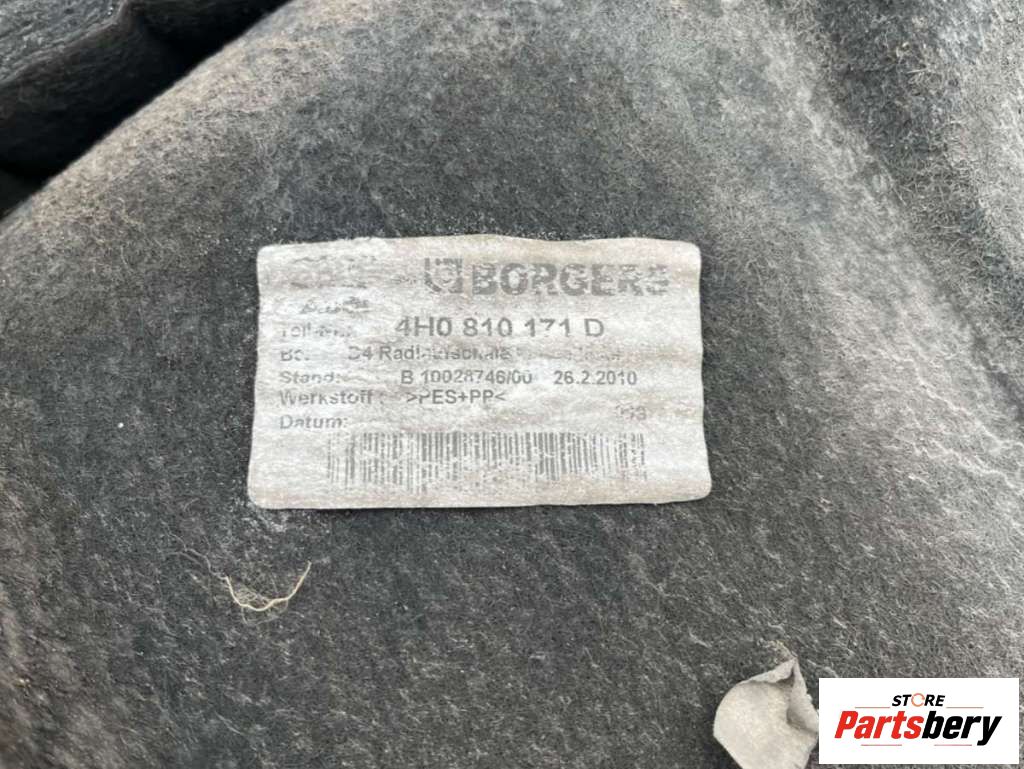 BORGERS
4H0 810 171 D
Stand: B 10028746/00 26.2.2010
Werkstoff : >PES+PP<
Datum:
STORE
Partsbery